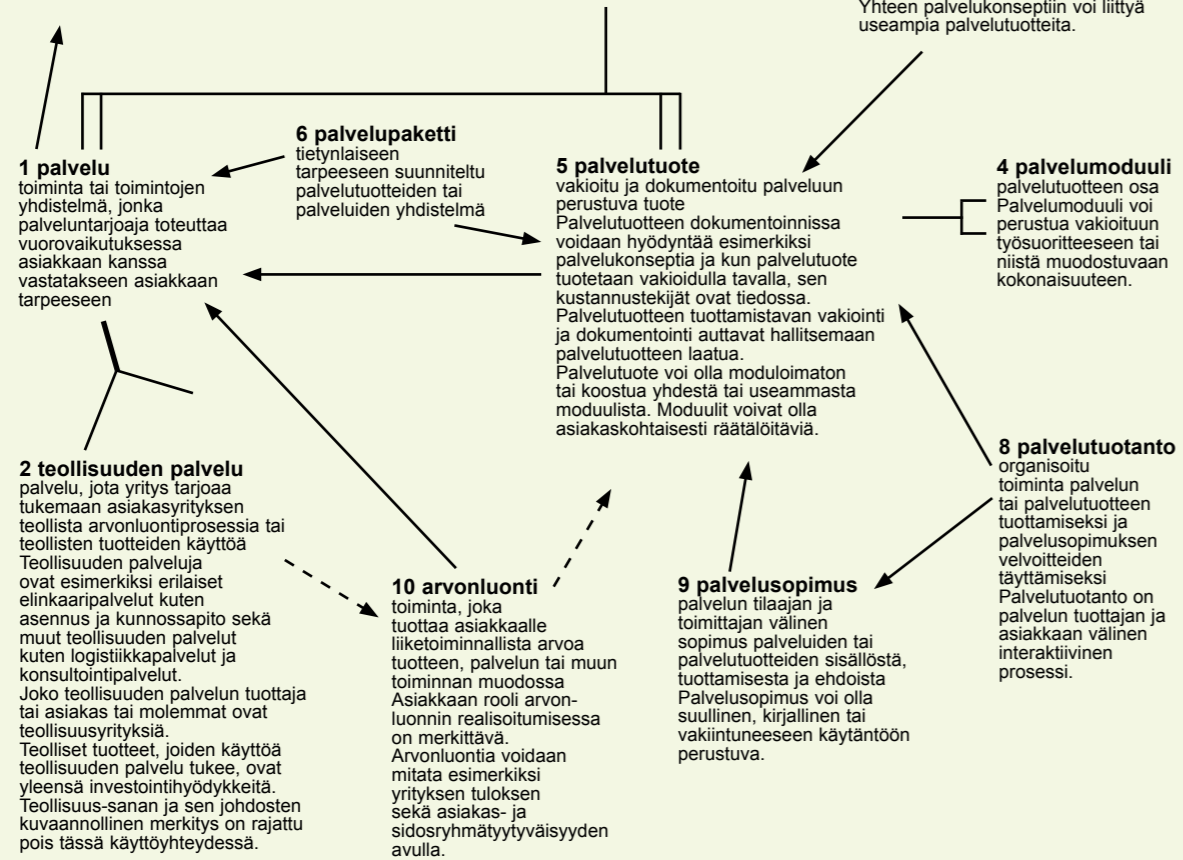 Yhteen palvelukonseptiin voi liittyä
useampia palvelutuotteita.
6 palvelupaketti
tietynlaiseen
tarpeeseen suunniteltu
palvelutuotteiden tai
palveluiden yhdistelmä
1 palvelu
toiminta tai toimintojen
yhdistelmä, jonka
palveluntarjoaja toteuttaa
vuorovaikutuksessa
asiakkaan kanssa
vastatakseen asiakkaan
tarpeeseen
5 palvelutuote
vakioitu ja dokumentoitu palveluun
perustuva tuote
Palvelutuotteen dokumentoinnissa
voidaan hyödyntää esimerkiksi
palvelukonseptia ja kun palvelutuote
tuotetaan vakioidulla tavalla, sen
kustannustekijät ovat tiedossa.
Palvelutuotteen tuottamistavan vakiointi
ja dokumentointi auttavat hallitsemaan
palvelutuotteen laatua.
Palvelutuote voi olla moduloimaton
tai koostua yhdestä tai useammasta
moduulista. Moduulit voivat olla
asiakaskohtaisesti räätälöitäviä.
4 palvelumoduuli
palvelutuotteen osa
Palvelumoduuli voi
perustua vakioituun
työsuoritteeseen tai
niistä muodostuvaan
kokonaisuuteen.
2 teollisuuden palvelu
palvelu, jota yritys tarjoaa
tukemaan asiakasyrityksen
teollista arvonluontiprosessia tai
teollisten tuotteiden käyttöä
Teollisuuden palveluja
ovat esimerkiksi erilaiset
elinkaaripalvelut kuten
asennus ja kunnossapito sekä
muut teollisuuden palvelut
kuten logistiikkapalvelut ja
konsultointipalvelut.
Joko teollisuuden palvelun tuottaja
tai asiakas tai molemmat ovat
teollisuusyrityksiä.
Teolliset tuotteet, joiden käyttöä
teollisuuden palvelu tukee, ovat
yleensä investointihyödykkeitä.
Teollisuus-sanan ja sen johdosten
kuvaannollinen merkitys on rajattu
pois tässä käyttöyhteydessä.
10 arvonluonti
toiminta, joka
tuottaa asiakkaalle
liiketoiminnallista arvoa
tuotteen, palvelun tai muun
toiminnan muodossa
Asiakkaan rooli arvon-
luonnin realisoitumisessa
on merkittävä.
Arvonluontia voidaan
mitata esimerkiksi
yrityksen tuloksen
sekä asiakas- ja
sidosryhmätyytyväisyyden
avulla.
9 palvelusopimus
palvelun tilaajan ja
toimittajan välinen
sopimus palveluiden tai
palvelutuotteiden sisällöstä,
tuottamisesta ja ehdoista
Palvelusopimus voi olla
suullinen, kirjallinen tai
vakiintuneeseen käytäntöön
perustuva.
8 palvelutuotanto
organisoitu
toiminta palvelun
tai palvelutuotteen
tuottamiseksi ja
palvelusopimuksen
velvoitteiden
täyttämiseksi
Palvelutuotanto on
palvelun tuottajan ja
asiakkaan välinen
interaktiivinen
prosessi.